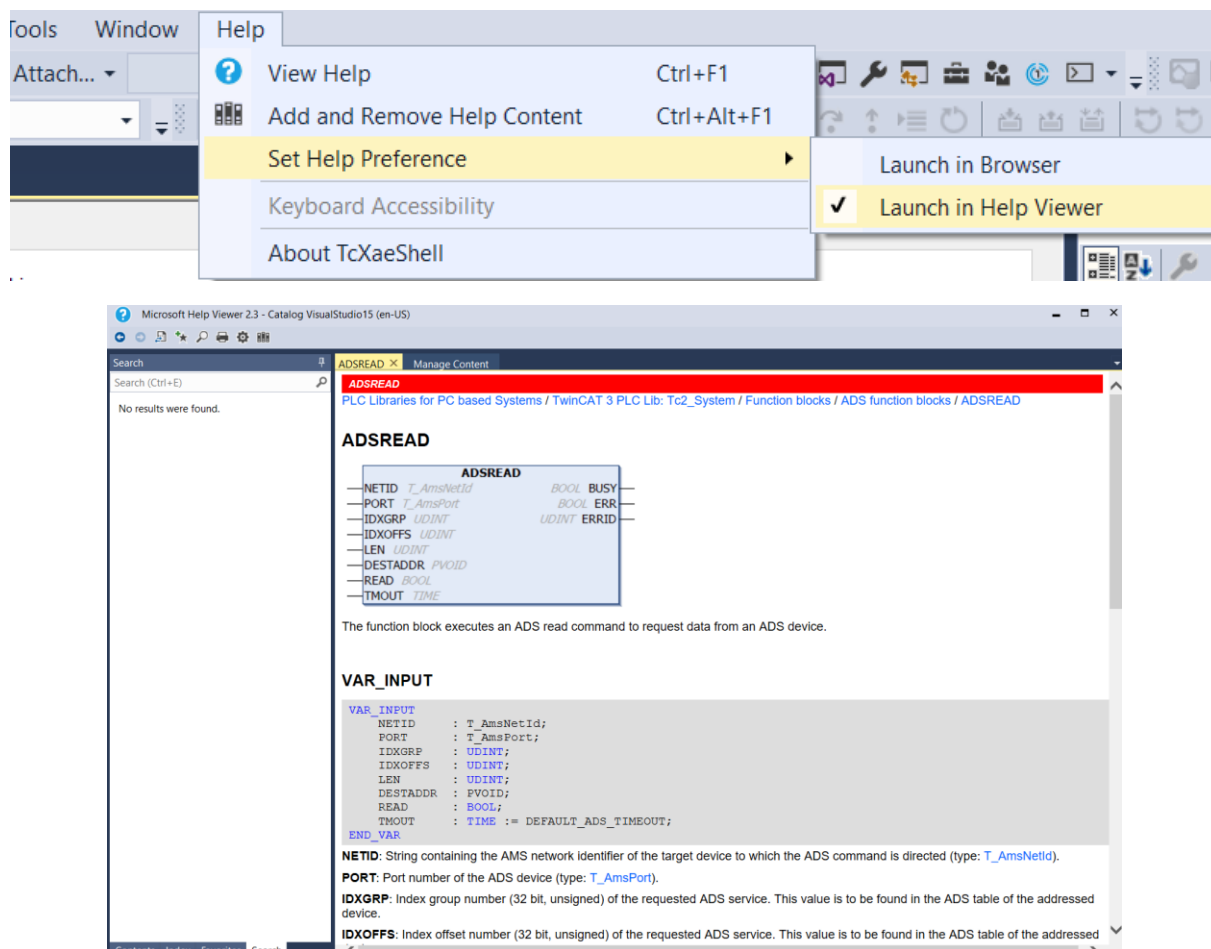 Tools Window Help
Attach...
View Help Ctrl+F1
Add and Remove Help Content Ctrl+Alt+F1
Set Help Preference
Launch in Browser
Keyboard Accessibility
Launch in Help Viewer
About TcXaeShell
Microsoft Help Viewer 2.3 - Catalog VisualStudio15 (en-US)
Search
Search (Ctrl+E)
No results were found.
ADSREAD Manage Content
ADSREAD
PLC Libraries for PC based Systems / TwinCAT 3 PLC Lib: Tc2_System / Function blocks / ADS function blocks / ADSREAD
ADSREAD
ADSREAD
NETID T_AmsNetId BOOL BUSY
PORT T_AmsPort BOOL ERR
IDXGRP UDINT UDINT ERRID
IDXOFFS UDINT
LEN UDINT
DESTADDR PVOID
READ BOOL
TMOUT TIME
The function block executes an ADS read command to request data from an ADS device.
VAR_INPUT
VAR_INPUT
NETID : T_AmsNetId;
PORT : T_AmsPort;
IDXGRP : UDINT;
IDXOFFS : UDINT;
LEN : UDINT;
DESTADDR : PVOID;
READ : BOOL;
TMOUT : TIME := DEFAULT_ADS_TIMEOUT;
END_VAR
NETID: String containing the AMS network identifier of the target device to which the ADS command is directed (type: T_AmsNetId).
PORT: Port number of the ADS device (type: T_AmsPort).
IDXGRP: Index group number (32 bit, unsigned) of the requested ADS service. This value is to be found in the ADS table of the addressed
device.
IDXOFFS: Index offset number (32 bit, unsigned) of the requested ADS service. This value is to be found in the ADS table of the addressed